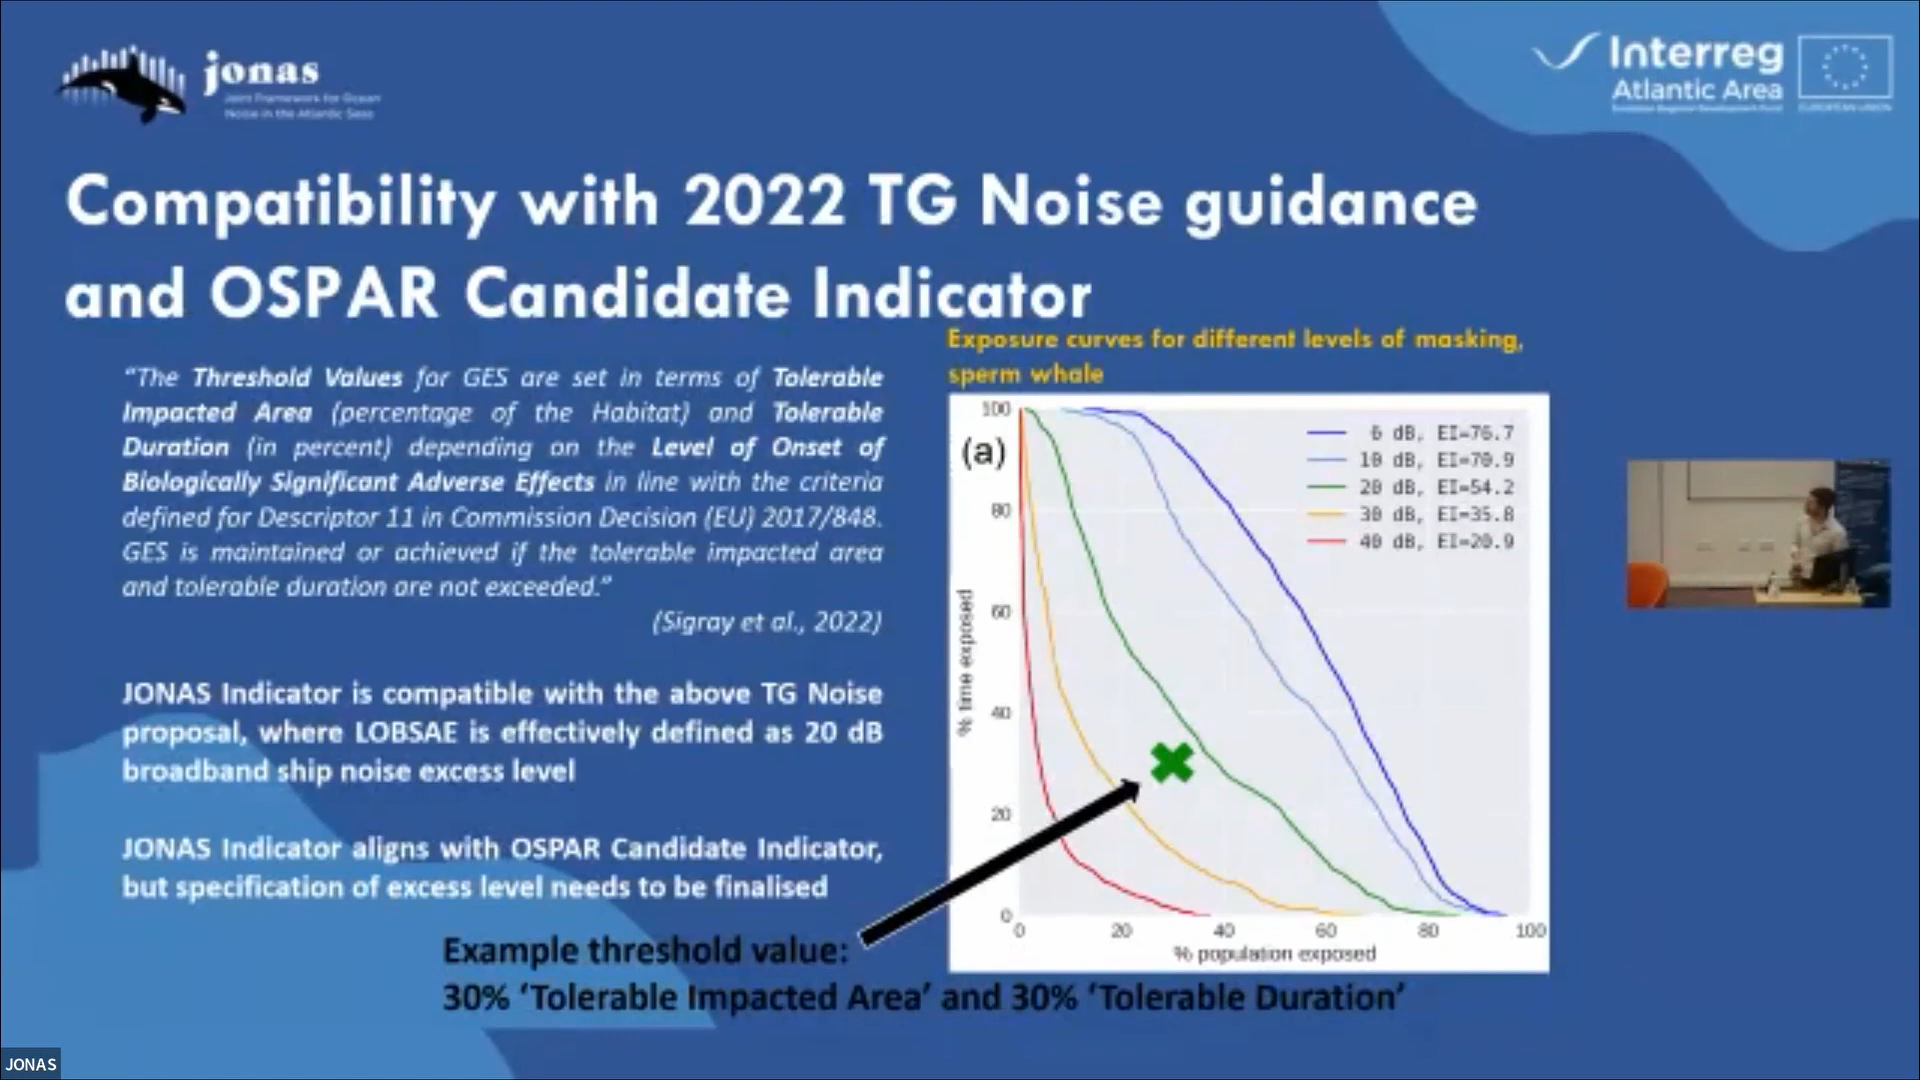 jonas
Joint Framework for Ocean
Noise in the Atlantic Seas
Interreg
Atlantic Area
European Regional Development Fund
EUROPEAN UNION
Compatibility with 2022 TG Noise guidance
and OSPAR Candidate Indicator
“The Threshold Values for GES are set in terms of Tolerable
Impacted Area (percentage of the Habitat) and Tolerable
Duration (in percent) depending on the Level of Onset of
Biologically Significant Adverse Effects in line with the criteria
defined for Descriptor 11 in Commission Decision (EU) 2017/848.
GES is maintained or achieved if the tolerable impacted area
and tolerable duration are not exceeded.”
(Sigray et al., 2022)
JONAS Indicator is compatible with the above TG Noise
proposal, where LOBSAE is effectively defined as 20 dB
broadband ship noise excess level
JONAS Indicator aligns with OSPAR Candidate Indicator,
but specification of excess level needs to be finalised
Exposure curves for different levels of masking,
sperm whale
(a)
6 dB, EI=76.7
10 dB, EI=70.9
20 dB, EI=54.2
30 dB, EI=35.8
40 dB, EI=20.9
100
80
60
40
20
0
% time exposed
0 20 40 60 80 100
% population exposed
Example threshold value:
30% ‘Tolerable Impacted Area’ and 30% ‘Tolerable Duration’
JONAS